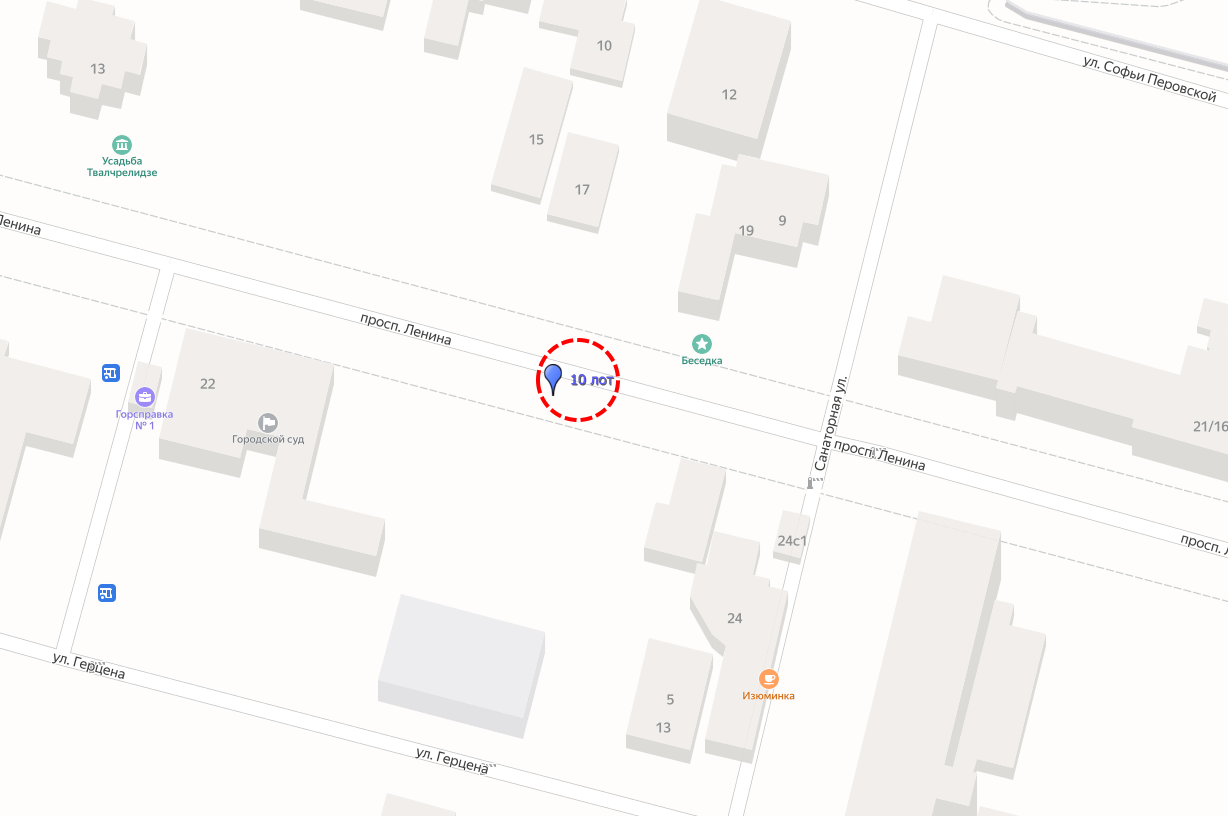 10
13
12
ул. Софьи Перовской
15
Усадьба
Твалчрелидзе
17
Ленина
9
19
просп. Ленина
Беседка
10 лот
22
Горсправка
№ 1
Городской суд
Санаторная ул.
21/16
просп. Ленина
24с1
просп. Л
24
ул. Герцена
5
Изюминка
13
ул. Герцена